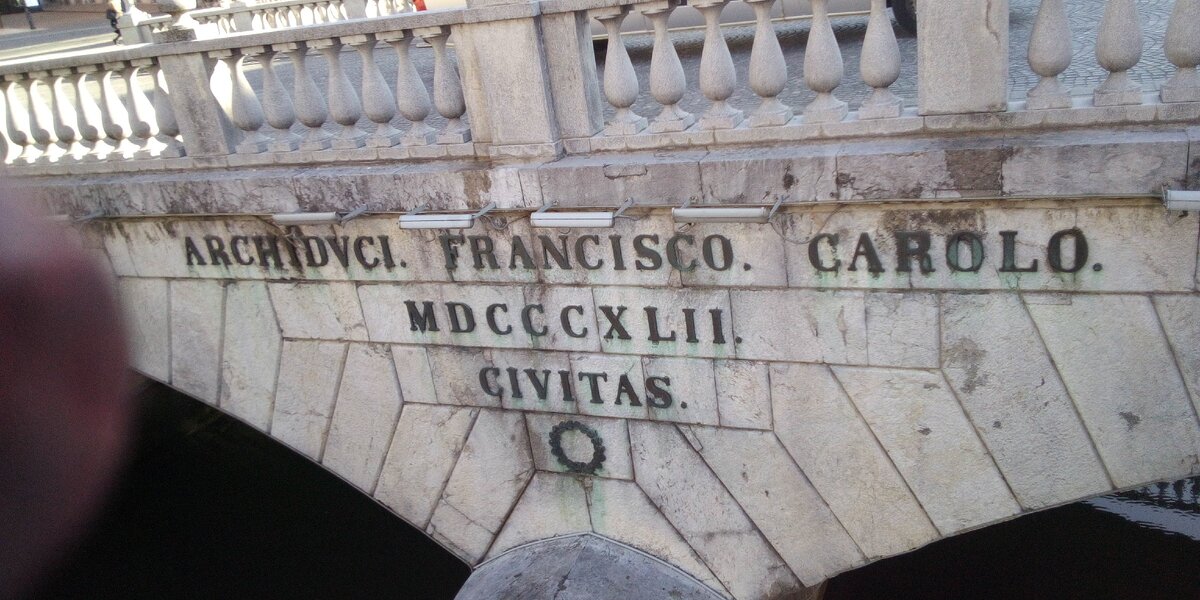 ARCHIDVCI. FRANCISCO. CAROLO.
MDCCCXLII.
CIVITAS.